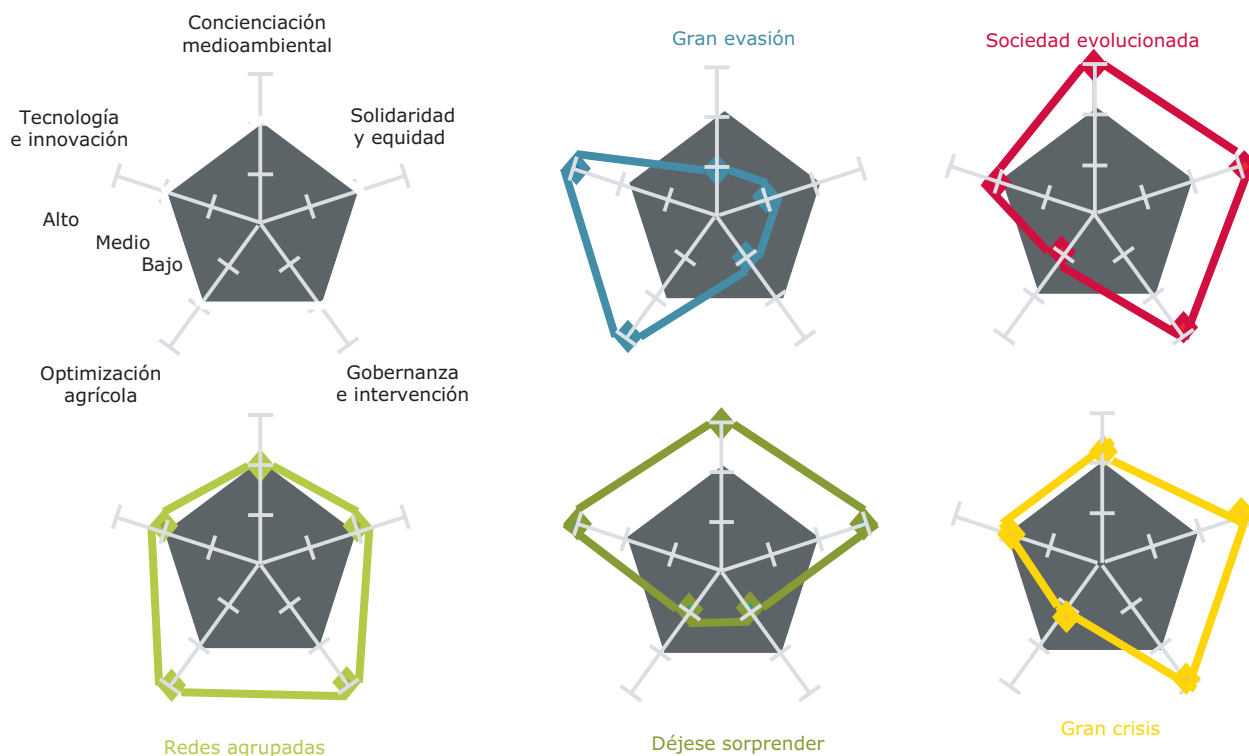 Concienciación
medioambiental
Gran evasión
Sociedad evolucionada
Tecnología
e innovación
Solidaridad
y equidad
Alto
Medio
Bajo
Optimización
agrícola
Gobernanza
e intervención
Redes agrupadas
Déjese sorprender
Gran crisis